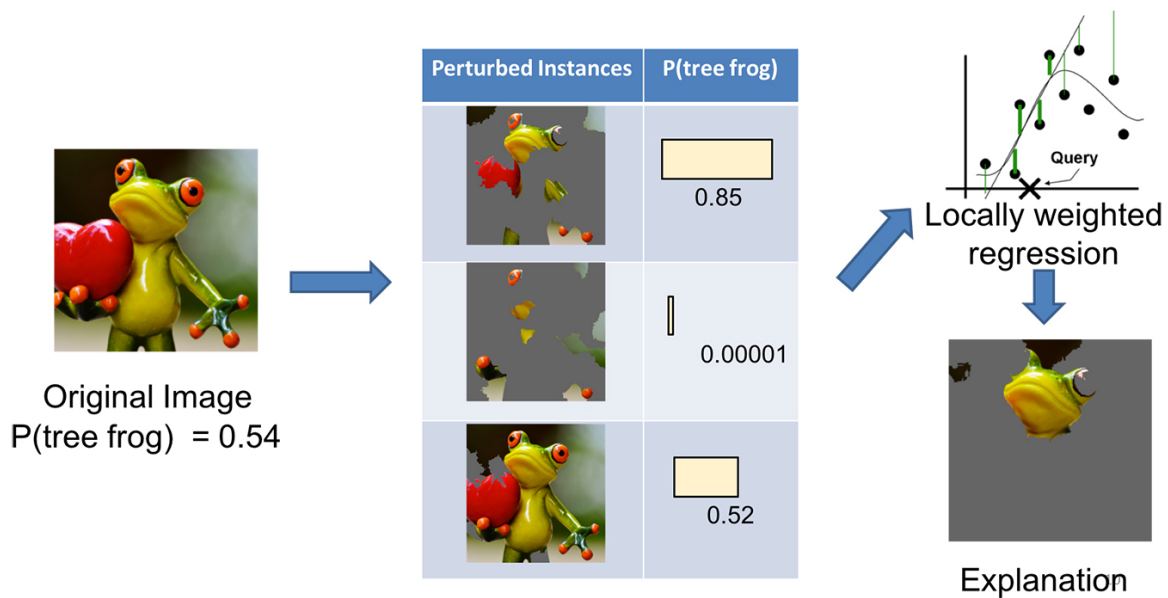 Original Image
P(tree frog) = 0.54
Perturbed Instances
P(tree frog)
0.85
0.00001
0.52
Query
Locally weighted
regression
Explanation